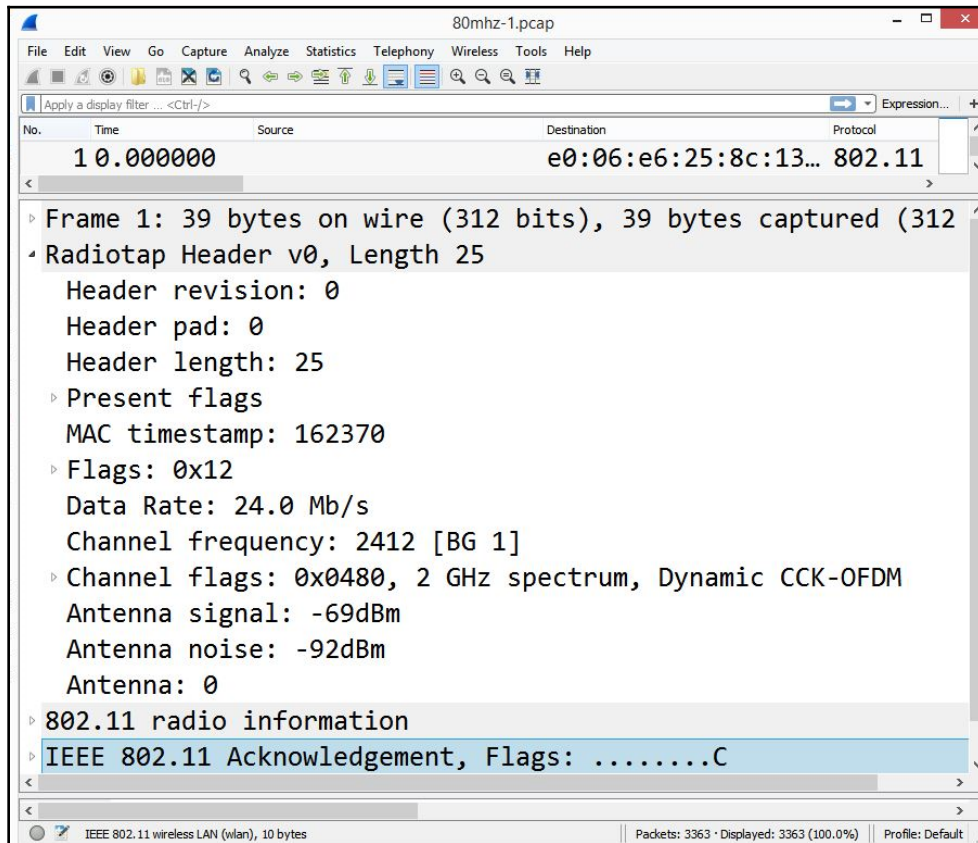 80mhz-1.pcap
File Edit View Go Capture Analyze Statistics Telephony Wireless Tools Help
Apply a display filter ... <Ctrl-/> Expression... +
No. Time Source Destination Protocol
1 0.000000 e0:06:e6:25:8c:13… 802.11
Frame 1: 39 bytes on wire (312 bits), 39 bytes captured (312
Radiotap Header v0, Length 25
Header revision: 0
Header pad: 0
Header length: 25
Present flags
MAC timestamp: 162370
Flags: 0x12
Data Rate: 24.0 Mb/s
Channel frequency: 2412 [BG 1]
Channel flags: 0x0480, 2 GHz spectrum, Dynamic CCK-OFDM
Antenna signal: -69dBm
Antenna noise: -92dBm
Antenna: 0
802.11 radio information
IEEE 802.11 Acknowledgement, Flags: ........C
IEEE 802.11 wireless LAN (wlan), 10 bytes Packets: 3363 · Displayed: 3363 (100.0%) Profile: Default